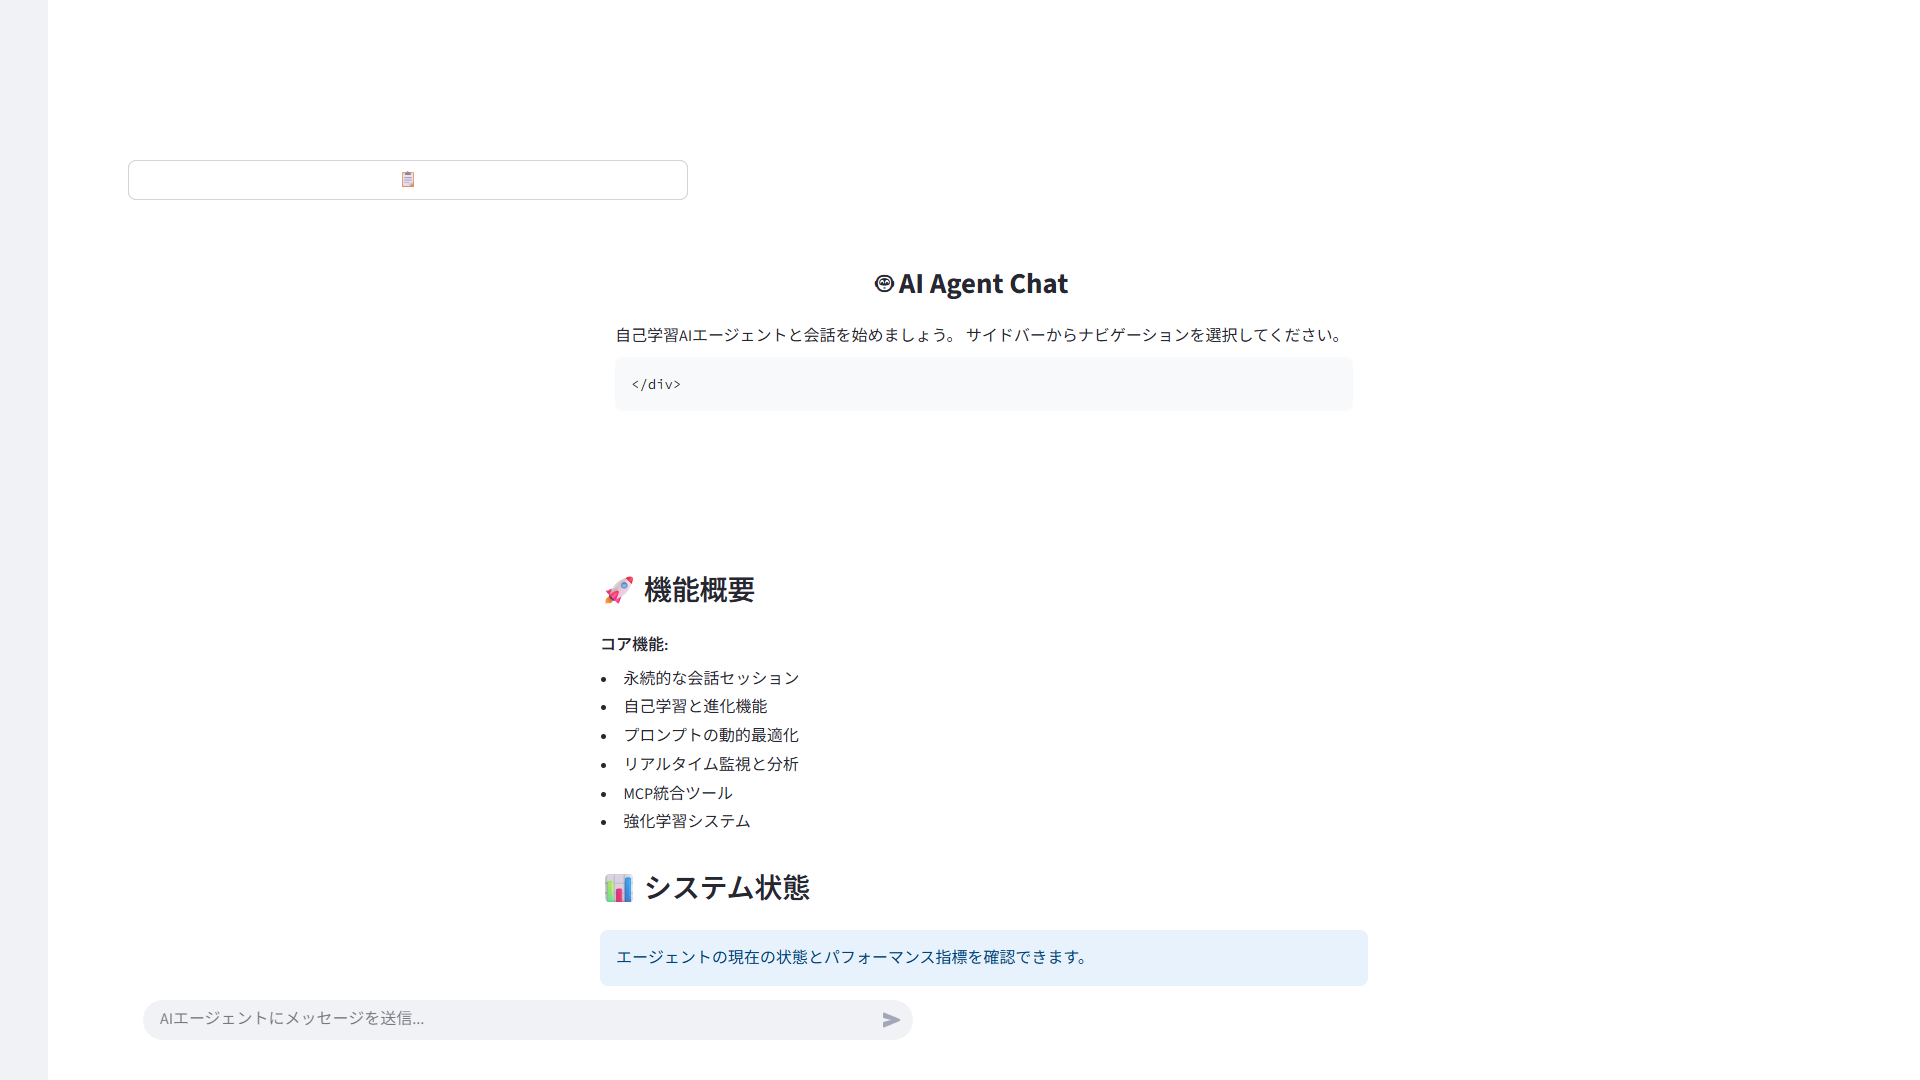 AI Agent Chat
自己学習AIエージェントと会話を始めましょう。 サイドバーからナビゲーションを選択してください。
</div>
機能概要
コア機能:
永続的な会話セッション
自己学習と進化機能
プロンプトの動的最適化
リアルタイム監視と分析
MCP統合ツール
強化学習システム
システム状態
エージェントの現在の状態とパフォーマンス指標を確認できます。
AIエージェントにメッセージを送信...